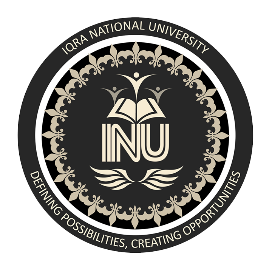 IQRA NATIONAL UNIVERSITY
INU
DEFINING POSSIBILITIES, CREATING OPPORTUNITIES